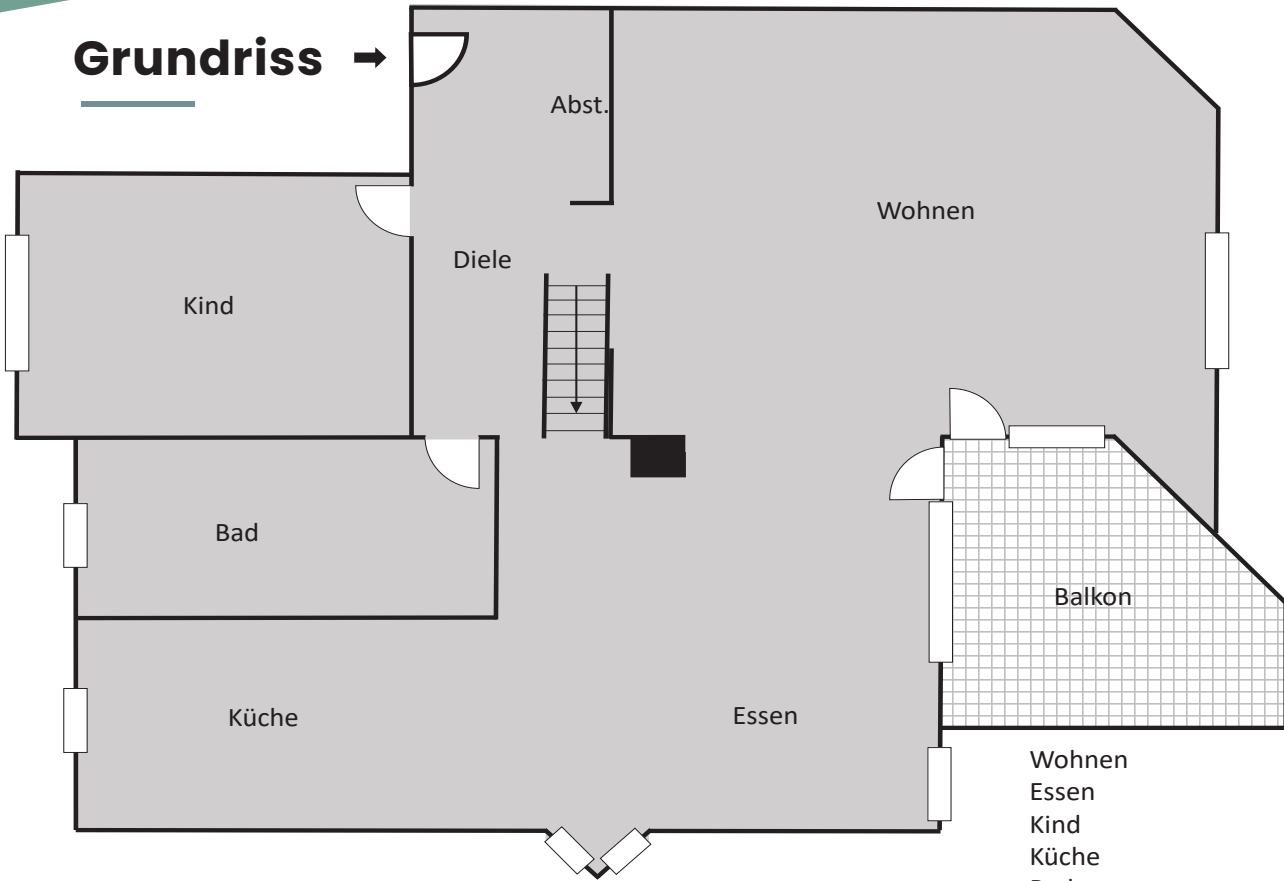 Grundriss
Abst.
Wohnen
Diele
Kind
Bad
Balkon
Küche
Essen
Wohnen
Essen
Kind
Küche